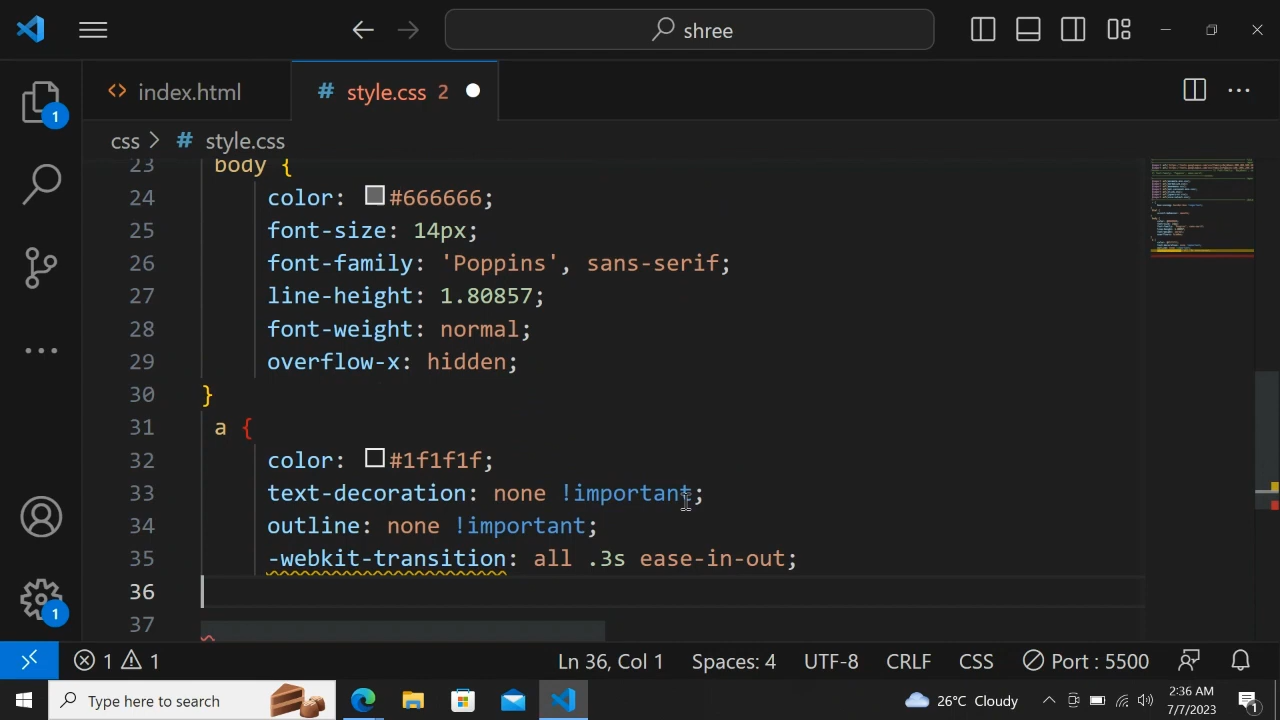 shree
index.html
style.css 2
1
css > # style.css
23 body {
24 color: #666666;
25 font-size: 14px;
26 font-family: 'Poppins', sans-serif;
27 line-height: 1.80857;
28 font-weight: normal;
29 overflow-x: hidden;
30 }
31 a {
32 color: #1f1f1f;
33 text-decoration: none !important;
34 outline: none !important;
35 -webkit-transition: all .3s ease-in-out;
36
37
1
1 1 Ln 36, Col 1 Spaces: 4 UTF-8 CRLF CSS Port : 5500
Type here to search 26°C Cloudy 2:36 AM
7/7/2023 1